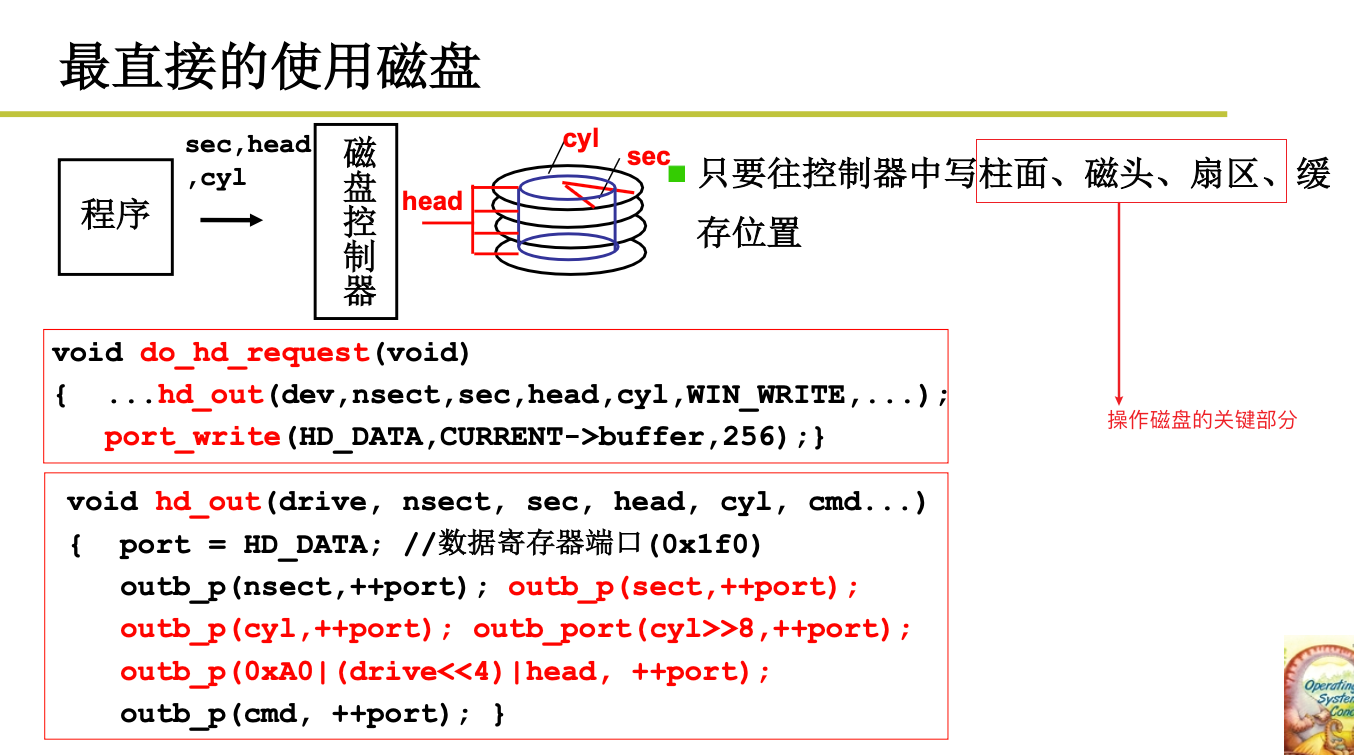 最直接的使用磁盘
程序
sec,head
,cyl
磁盘控制器
head
cyl
sec
只要往控制器中写柱面、磁头、扇区、缓
存位置
操作磁盘的关键部分
void do_hd_request(void)
{  ...hd_out(dev,nsect,sec,head,cyl,WIN_WRITE,...);
port_write(HD_DATA,CURRENT->buffer,256);}
void hd_out(drive, nsect, sec, head, cyl, cmd...)
{  port = HD_DATA; //数据寄存器端口(0x1f0)
outb_p(nsect,++port); outb_p(sect,++port);
outb_p(cyl,++port); outb_port(cyl>>8,++port);
outb_p(0xA0|(drive<<4)|head, ++port);
outb_p(cmd, ++port); }
Operating